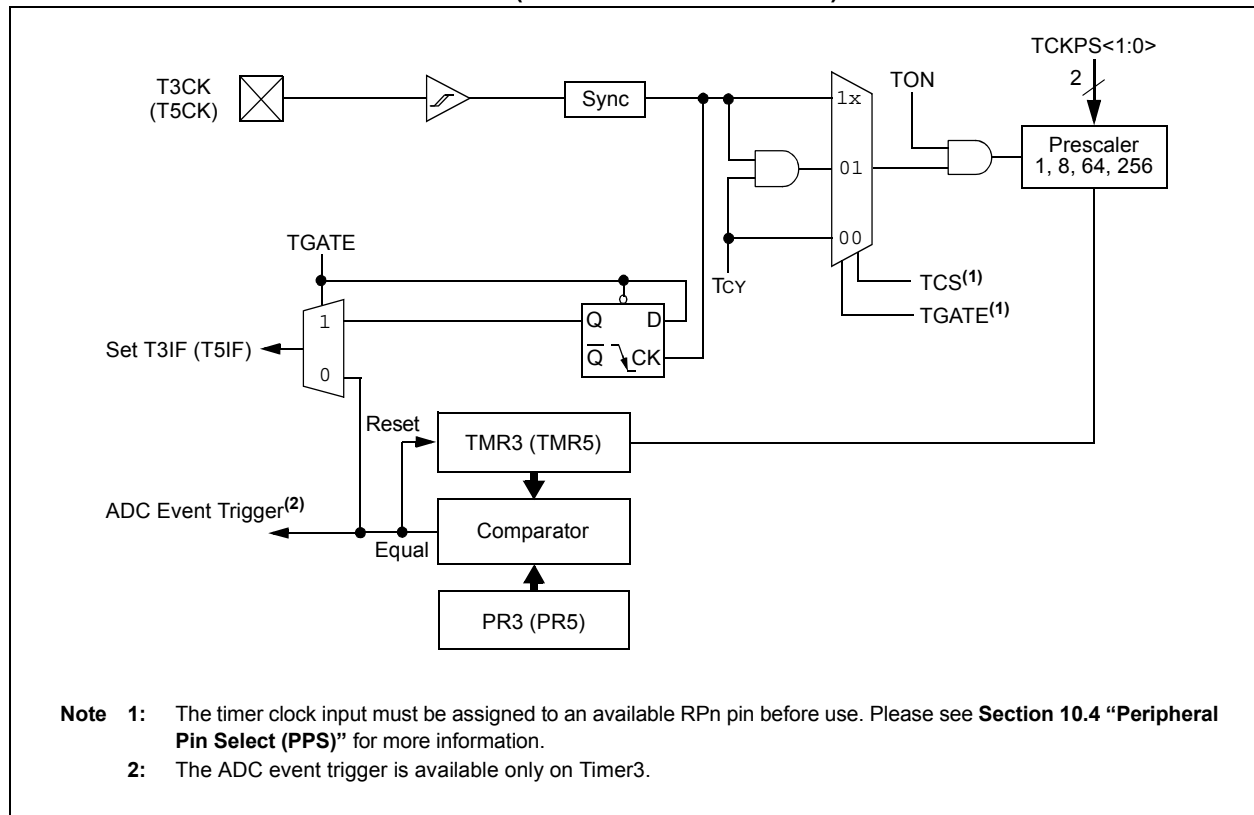 TCKPS<1:0>
2
T3CK
(T5CK)
Sync
1x
TON
Prescaler
1, 8, 64, 256
01
00
TGATE
TCY
TCS(1)
TGATE(1)
1
Q D
Set T3IF (T5IF)
Q CK
0
Reset
TMR3 (TMR5)
ADC Event Trigger(2)
Equal
Comparator
PR3 (PR5)
Note 1: The timer clock input must be assigned to an available RPn pin before use. Please see Section 10.4 “Peripheral
Pin Select (PPS)” for more information.
2: The ADC event trigger is available only on Timer3.